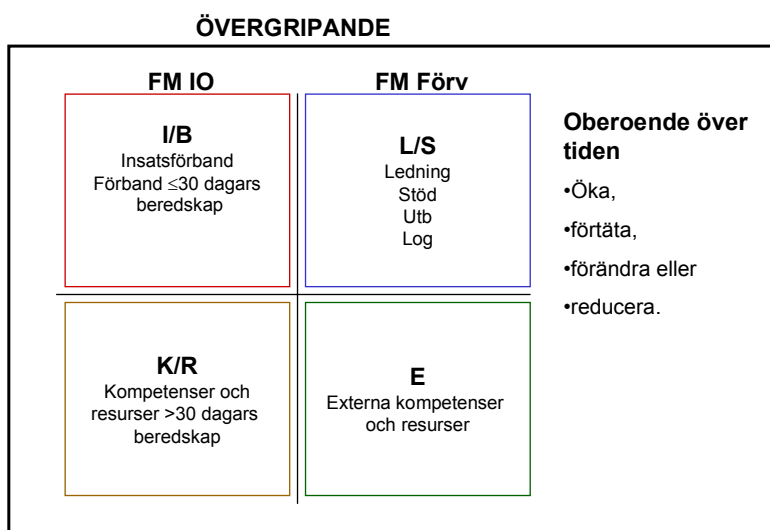 ÖVERGRIPANDE
FM IO
FM Förv
I/B
Insatsförband
Förband ≤30 dagars
beredskap
L/S
Ledning
Stöd
Utb
Log
K/R
Kompetenser och
resurser >30 dagars
beredskap
E
Externa kompetenser
och resurser
Oberoende över
tiden
•Öka,
•förtäta,
•förändra eller
•reducera.